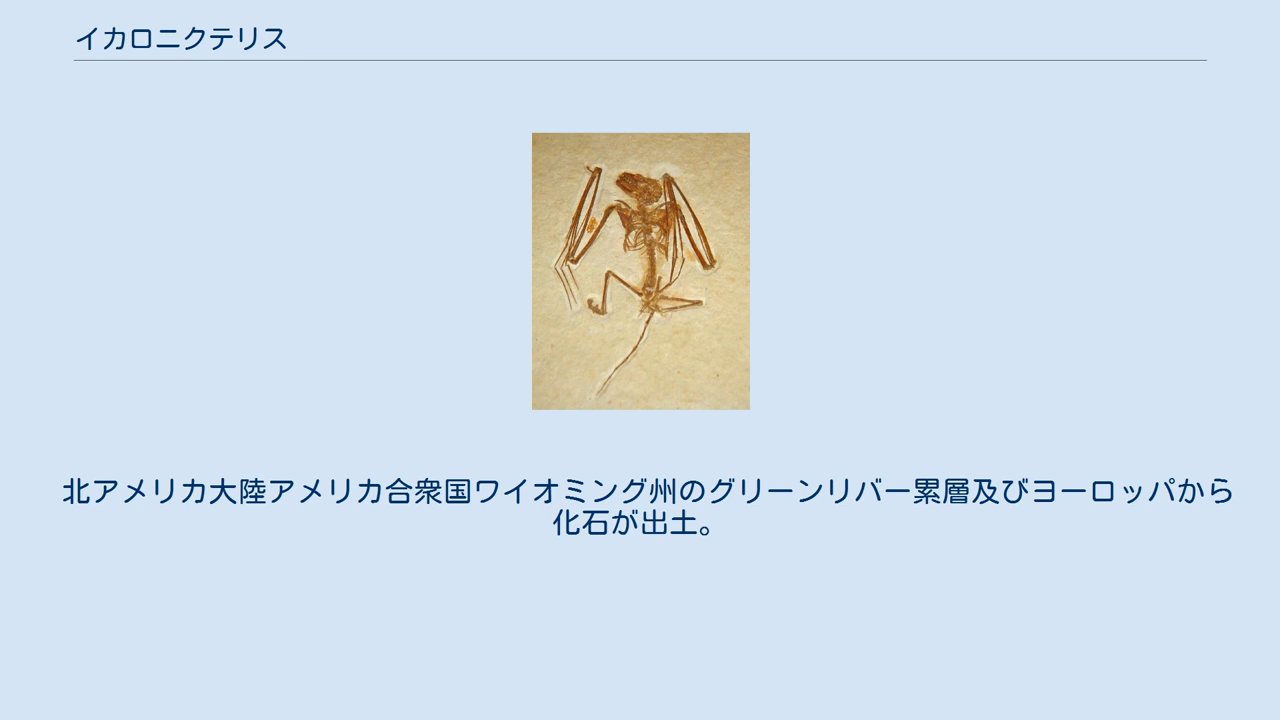 イカロニクテリス
北アメリカ大陸アメリカ合衆国ワイオミング州のグリーンリバー累層及びヨーロッパから
化石が出土。